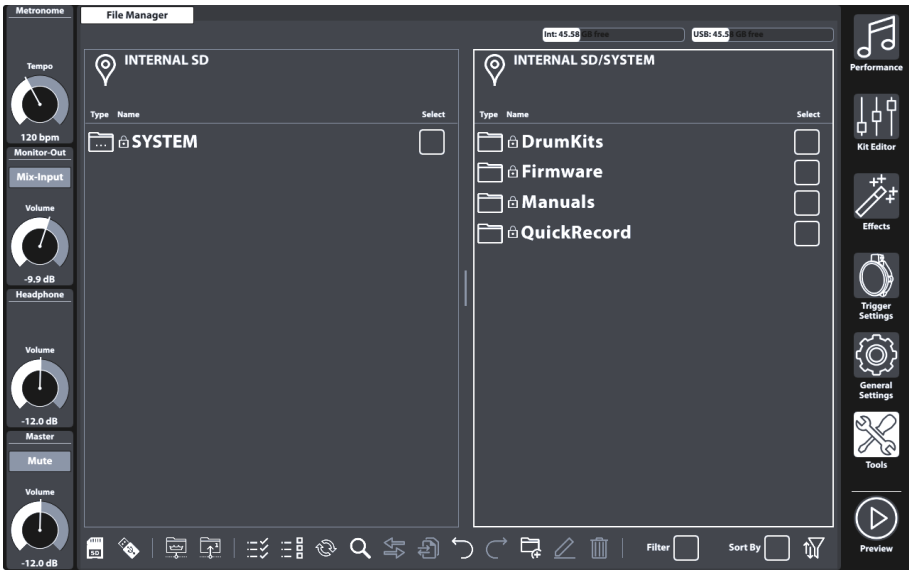 Metronome
File Manager
Int: 45.58 GB free
USB: 45.58 GB free
Tempo
120 bpm
Monitor-Out
Mix-Input
Volume
-9.9 dB
Headphone
Volume
-12.0 dB
Master
Mute
Volume
-12.0 dB
INTERNAL SD
Type Name Select
SYSTEM
INTERNAL SD/SYSTEM
Type Name Select
DrumKits
Firmware
Manuals
QuickRecord
SD
Filter
Sort By
Performance
Kit Editor
Effects
Trigger
Settings
General
Settings
Tools
Preview